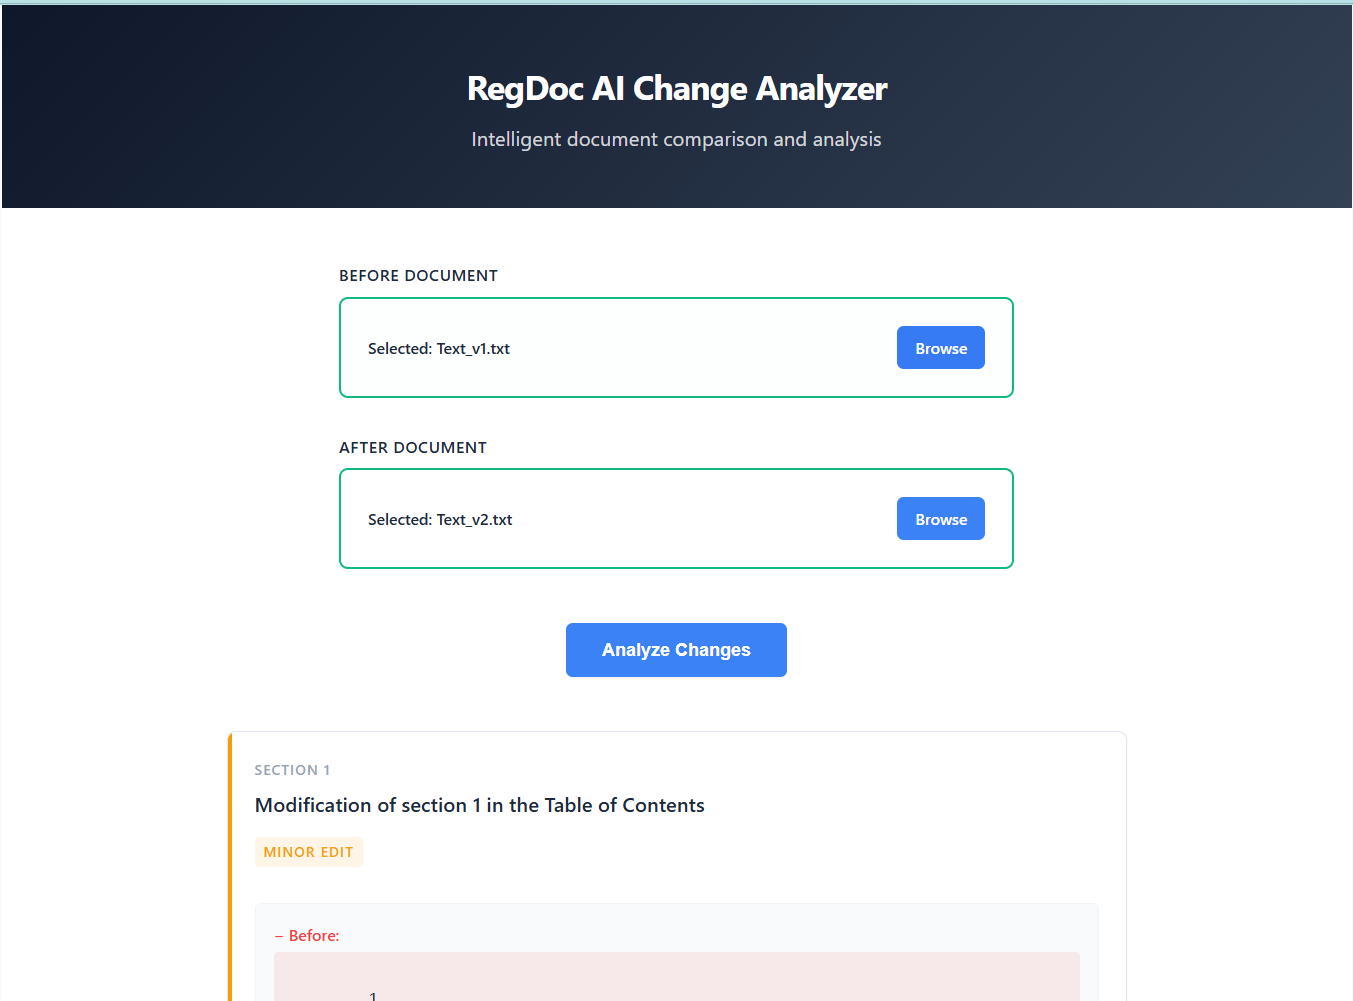 RegDoc AI Change Analyzer
Intelligent document comparison and analysis
BEFORE DOCUMENT
Selected: Text_v1.txt
Browse
AFTER DOCUMENT
Selected: Text_v2.txt
Browse
Analyze Changes
SECTION 1
Modification of section 1 in the Table of Contents
MINOR EDIT
– Before:
1